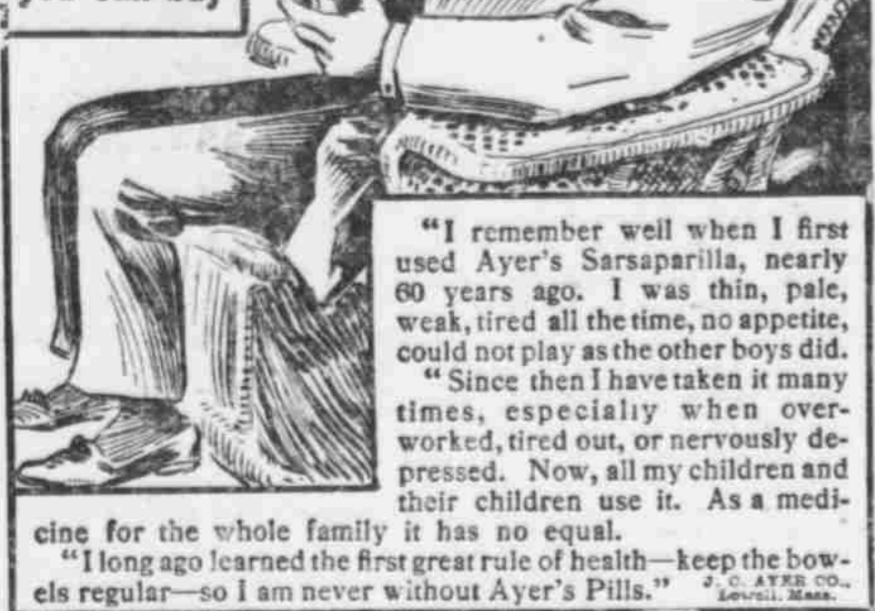 you can buy
"I remember well when I first
used Ayer's Sarsaparilla, nearly
60 years ago. I was thin, pale,
weak, tired all the time, no appetite,
could not play as the other boys did.
"Since then I have taken it many
times, especially when over-
worked, tired out, or nervously de-
pressed. Now, all my children and
their children use it. As a medi-
cine for the whole family it has no equal.
"I long ago learned the first great rule of health—keep the bow-
els regular—so I am never without Ayer's Pills." J. C. AYER CO.,
Lowell, Mass.